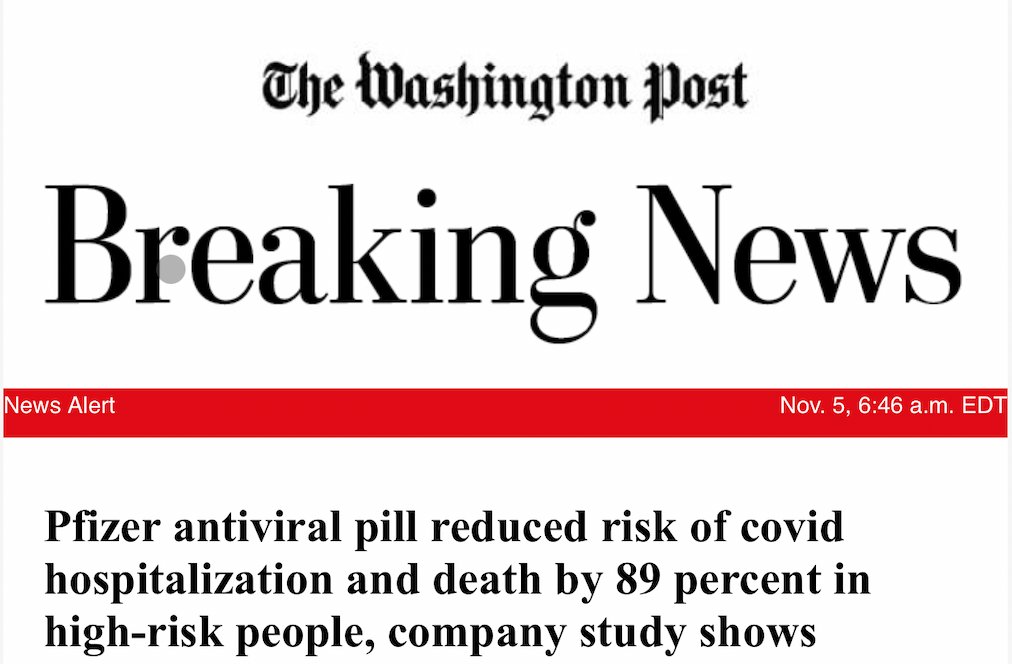 The Washington Post
Breaking News
News Alert Nov. 5, 6:46 a.m. EDT
Pfizer antiviral pill reduced risk of covid
hospitalization and death by 89 percent in
high-risk people, company study shows